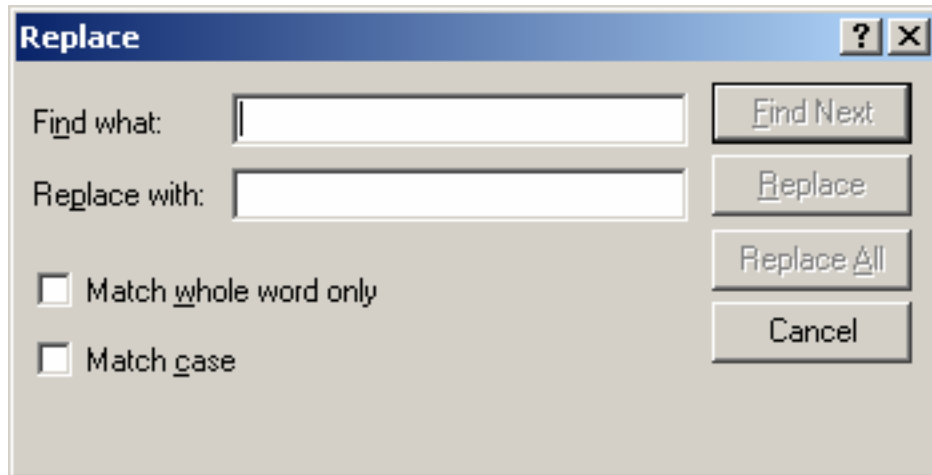 Replace
Find what:
Find Next
Replace with:
Replace
Replace All
Match whole word only
Cancel
Match case